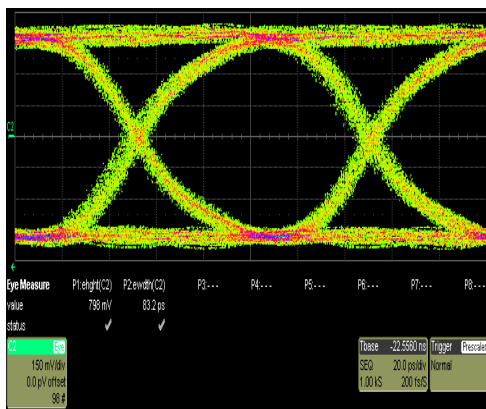 C2
Eye Measure P1:ehght(C2) P2:ewdth(C2) P3:- - - P4:- - - P5:- - - P6:- - - P7:- - - P8:- - -
value 798 mV 83.2 ps
status ✓ ✓
C2 Eye
150 mV/div
0.0 pV offset
98 #
Tbase -22.5560 ns
SEQ 20.0 ps/div
1.00 kS 200 fs/S
Trigger Prescaler
Normal